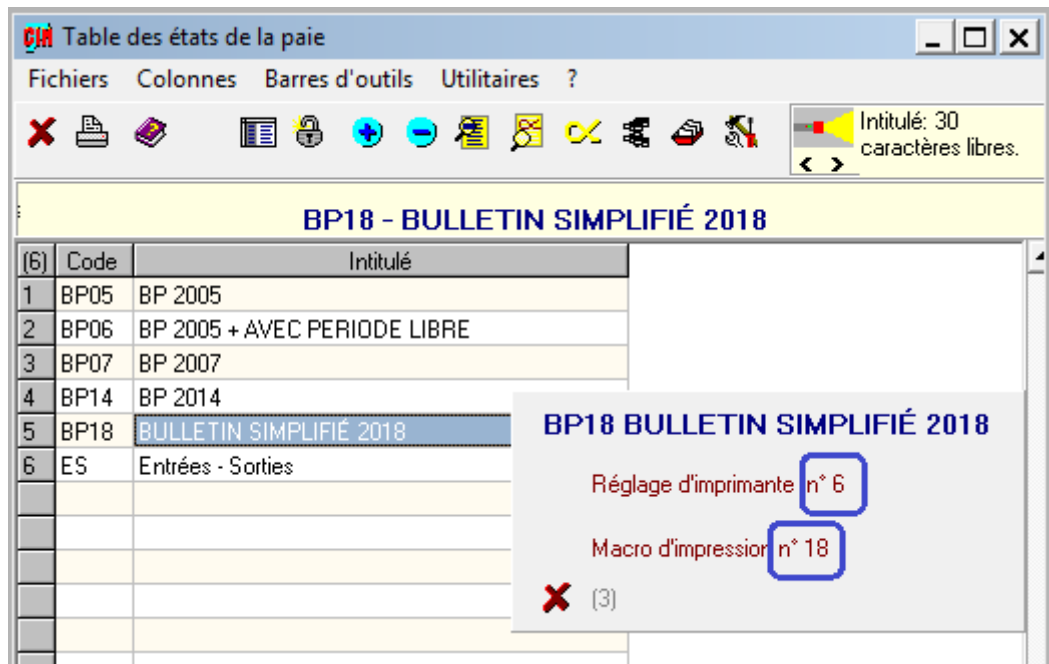 CIM Table des états de la paie
Fichiers Colonnes Barres d'outils Utilitaires ?
Intitulé: 30
caractères libres.
BP18 - BULLETIN SIMPLIFIÉ 2018
(6) Code Intitulé
1 BP05 BP 2005
2 BP06 BP 2005 + AVEC PERIODE LIBRE
3 BP07 BP 2007
4 BP14 BP 2014
5 BP18 BULLETIN SIMPLIFIÉ 2018
6 ES Entrées - Sorties
BP18 BULLETIN SIMPLIFIÉ 2018
Réglage d'imprimante n° 6
Macro d'impression n° 18
(3)